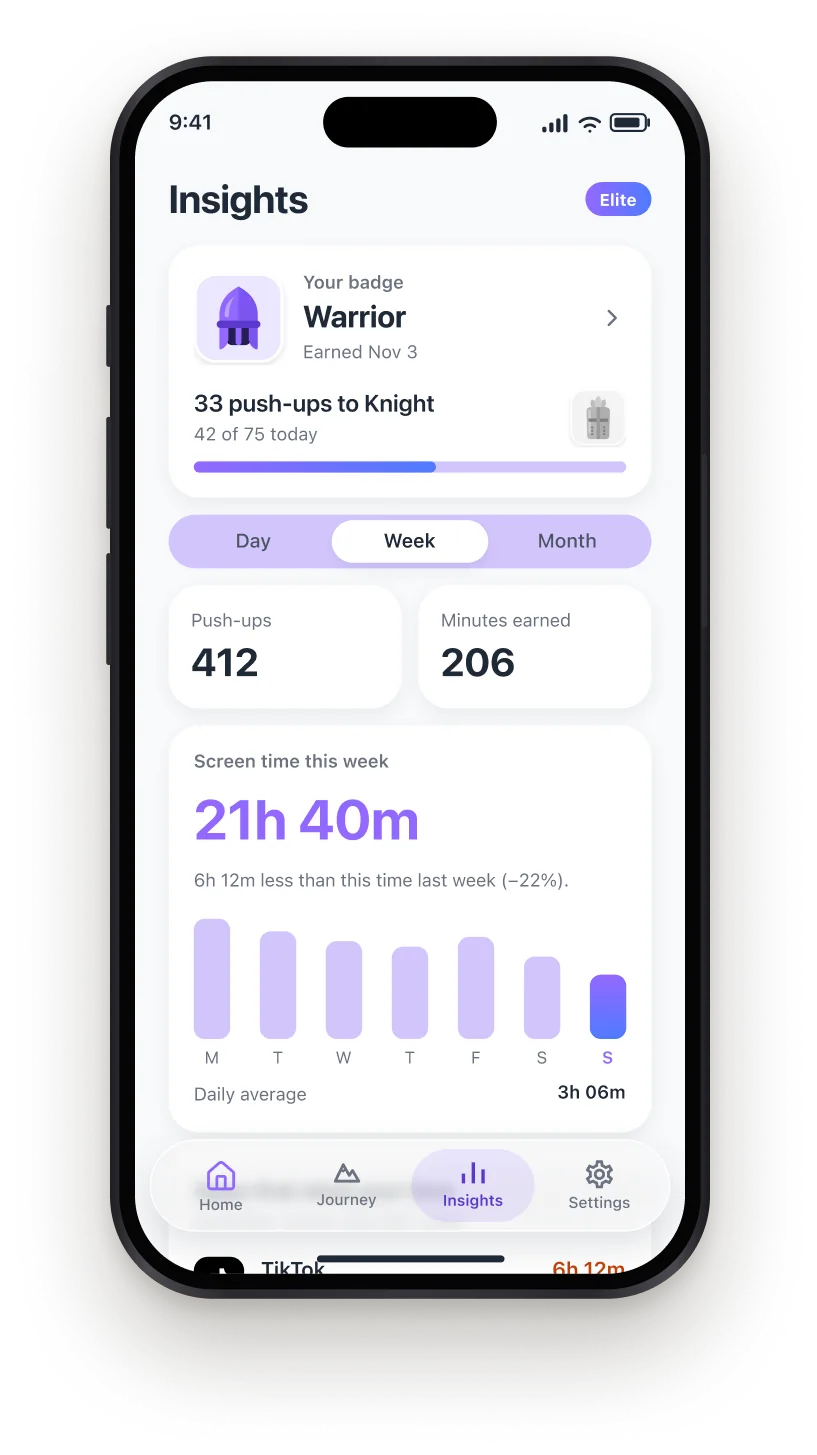 9:41
Insights
Elite
Your badge
Warrior
Earned Nov 3
33 push-ups to Knight
42 of 75 today
Day Week Month
Push-ups
412
Minutes earned
206
Screen time this week
21h 40m
6h 12m less than this time last week (−22%).
M T W T F S S
Daily average 3h 06m
Home Journey Insights Settings
TikTok 6h 12m